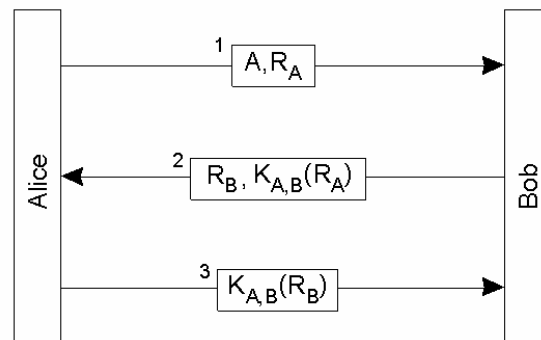 Alice
1
A, R_A
2
R_B, K_A,B(R_A)
3
K_A,B(R_B)
Bob